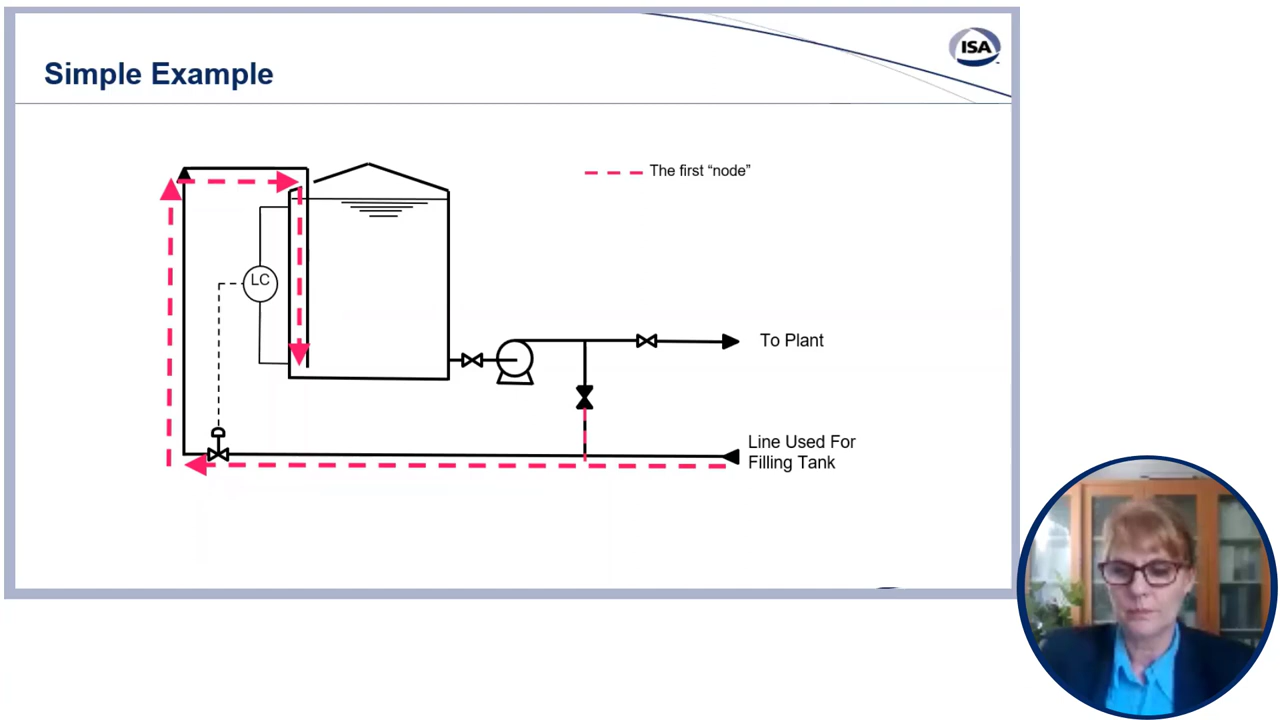 Simple Example
ISA
The first “node”
LC
To Plant
Line Used For
Filling Tank